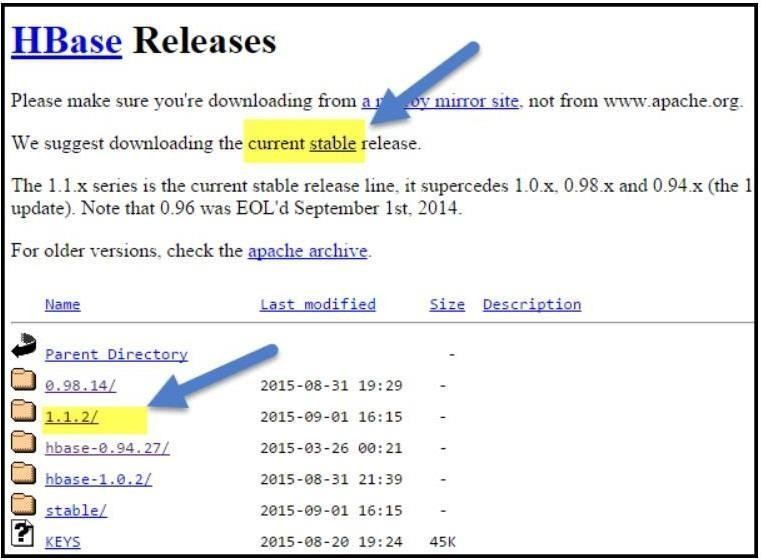 HBase Releases
Please make sure you're downloading from a nearby mirror site, not from www.apache.org.
We suggest downloading the current stable release.
The 1.1.x series is the current stable release line, it supercedes 1.0.x, 0.98.x and 0.94.x (the 1
update). Note that 0.96 was EOL'd September 1st, 2014.
For older versions, check the apache archive.
Name Last modified Size Description
Parent Directory -
0.98.14/ 2015-08-31 19:29 -
1.1.2/ 2015-09-01 16:15 -
hbase-0.94.27/ 2015-03-26 00:21 -
hbase-1.0.2/ 2015-08-31 21:39 -
stable/ 2015-09-01 16:15 -
? KEYS 2015-08-20 19:24 45K